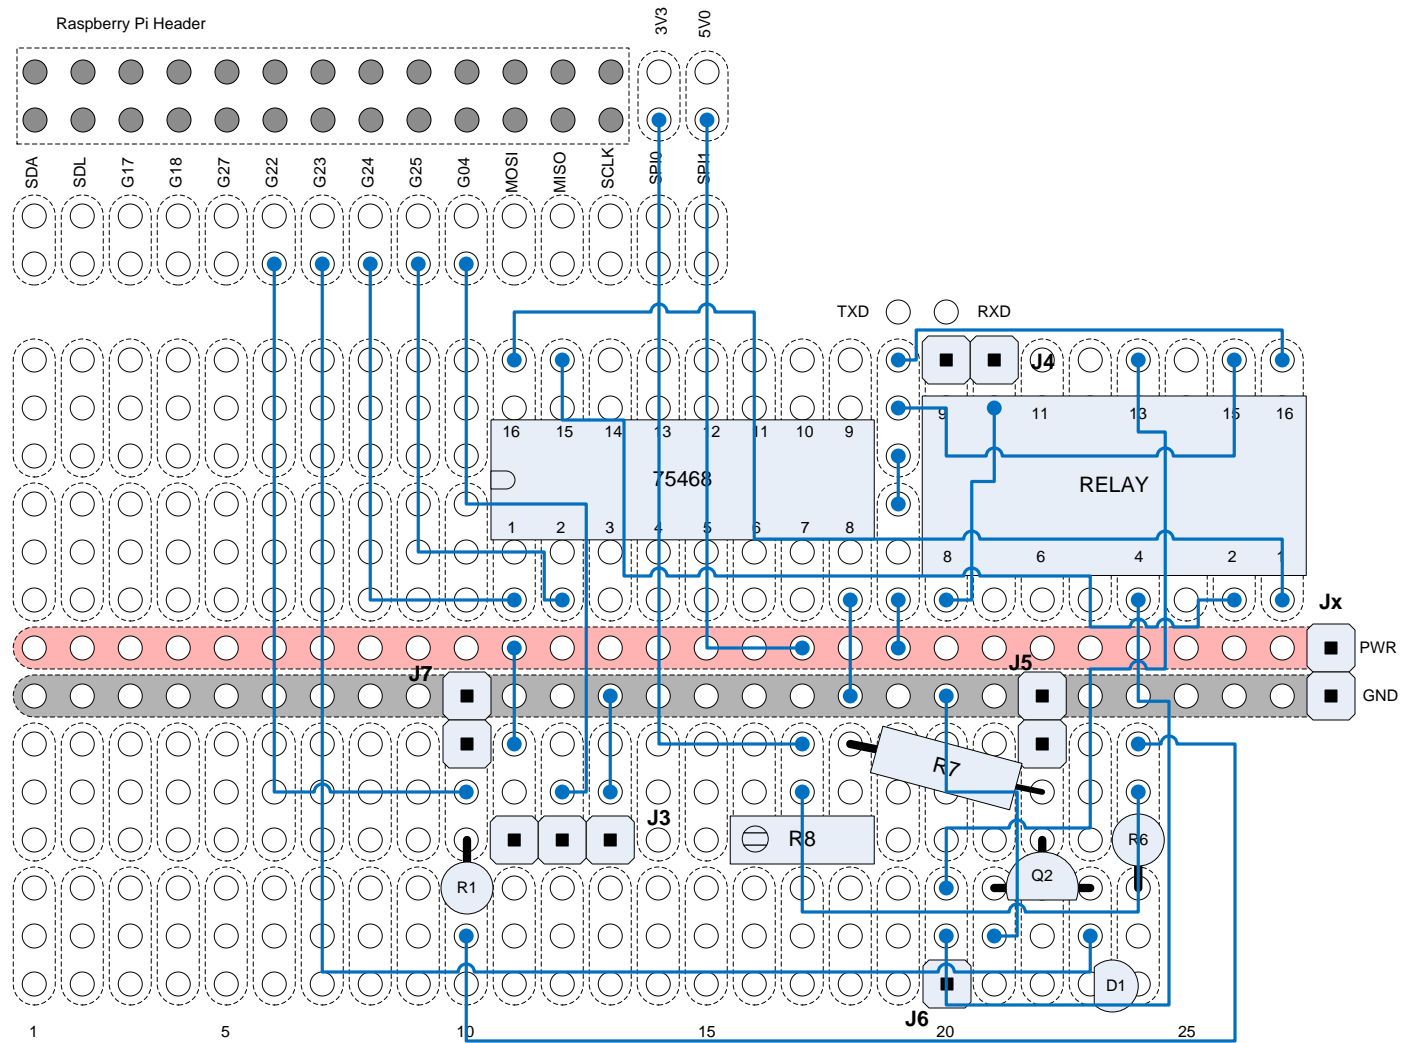 Raspberry Pi Header
3V3
5V0
SDA
SDL
G17
G18
G27
G22
G23
G24
G25
G04
MOSI
MISO
SCLK
SPI0
SPI1
TXD
RXD
J4
9
11
13
15
16
16
15
14
13
12
11
10
9
75468
RELAY
1
2
3
4
5
6
7
8
8
6
4
2
1
Jx
PWR
J7
J5
GND
R7
J3
R8
R6
R1
Q2
D1
J6
1
5
10
15
20
25